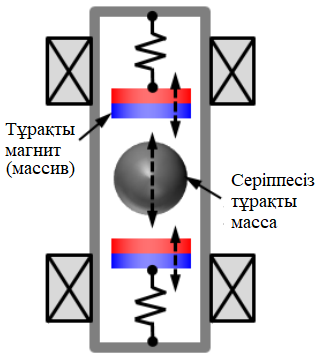 Тұрақты
магнит
(массив)
Серіппесіз
тұрақты
масса